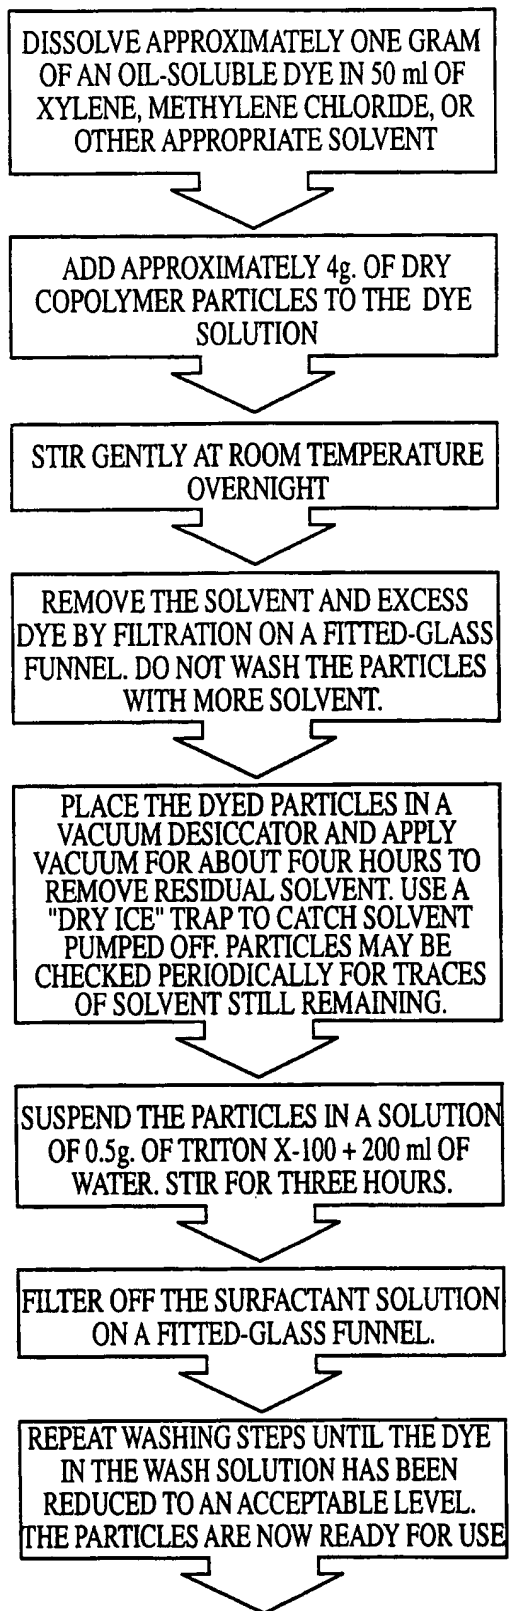 DISSOLVE APPROXIMATELY ONE GRAM
OF AN OIL-SOLUBLE DYE IN 50 ml OF
XYLENE, METHYLENE CHLORIDE, OR
OTHER APPROPRIATE SOLVENT
ADD APPROXIMATELY 4g. OF DRY
COPOLYMER PARTICLES TO THE DYE
SOLUTION
STIR GENTLY AT ROOM TEMPERATURE
OVERNIGHT
REMOVE THE SOLVENT AND EXCESS
DYE BY FILTRATION ON A FITTED-GLASS
FUNNEL. DO NOT WASH THE PARTICLES
WITH MORE SOLVENT.
PLACE THE DYED PARTICLES IN A
VACUUM DESICCATOR AND APPLY
VACUUM FOR ABOUT FOUR HOURS TO
REMOVE RESIDUAL SOLVENT. USE A
"DRY ICE" TRAP TO CATCH SOLVENT
PUMPED OFF. PARTICLES MAY BE
CHECKED PERIODICALLY FOR TRACES
OF SOLVENT STILL REMAINING.
SUSPEND THE PARTICLES IN A SOLUTION
OF 0.5g. OF TRITON X-100 + 200 ml OF
WATER. STIR FOR THREE HOURS.
FILTER OFF THE SURFACTANT SOLUTION
ON A FITTED-GLASS FUNNEL.
REPEAT WASHING STEPS UNTIL THE DYE
IN THE WASH SOLUTION HAS BEEN
REDUCED TO AN ACCEPTABLE LEVEL.
THE PARTICLES ARE NOW READY FOR USE